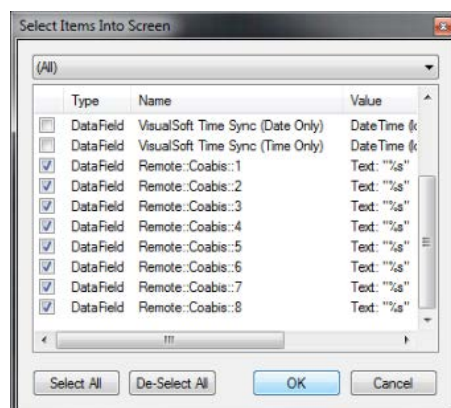 Select Items Into Screen
(All)
Type Name Value
DataField VisualSoft Time Sync (Date Only) DateTime (lo
DataField VisualSoft Time Sync (Time Only) DateTime (lo
DataField Remote::Coabis::1 Text: "%s"
DataField Remote::Coabis::2 Text: "%s"
DataField Remote::Coabis::3 Text: "%s"
DataField Remote::Coabis::4 Text: "%s"
DataField Remote::Coabis::5 Text: "%s"
DataField Remote::Coabis::6 Text: "%s"
DataField Remote::Coabis::7 Text: "%s"
DataField Remote::Coabis::8 Text: "%s"
Select All De-Select All OK Cancel